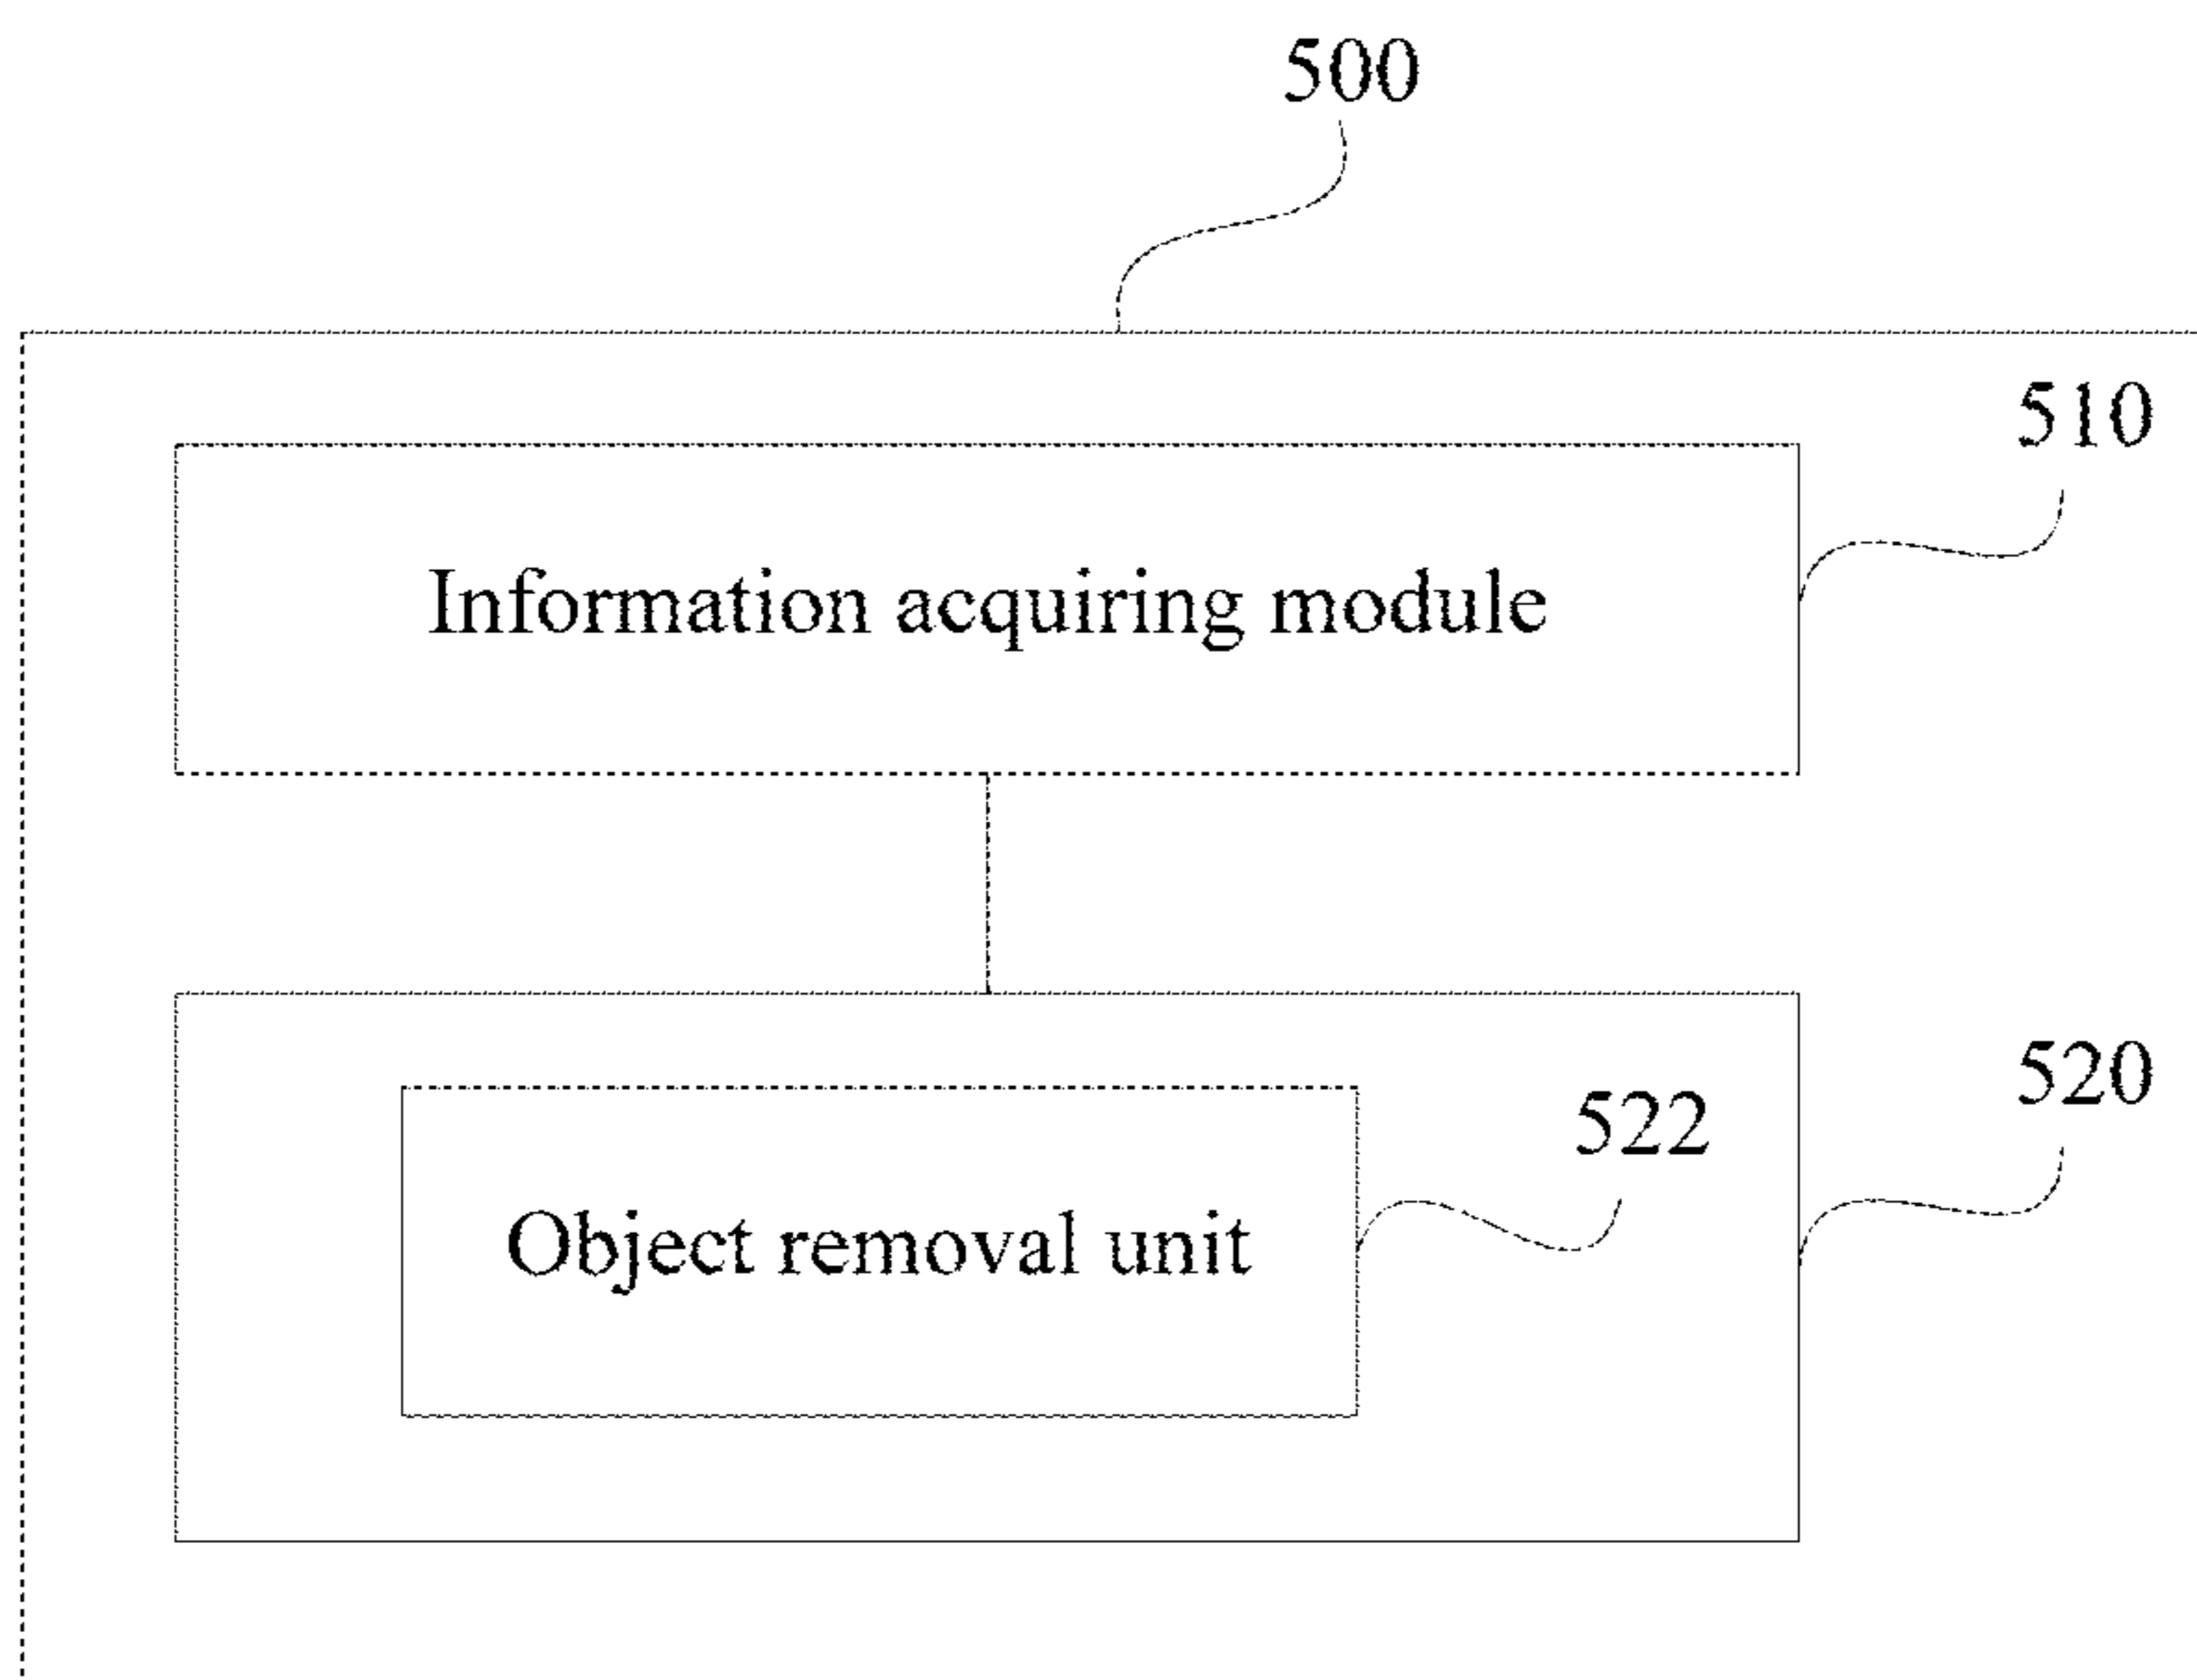 500
510
Information acquiring module
520
522
Object removal unit